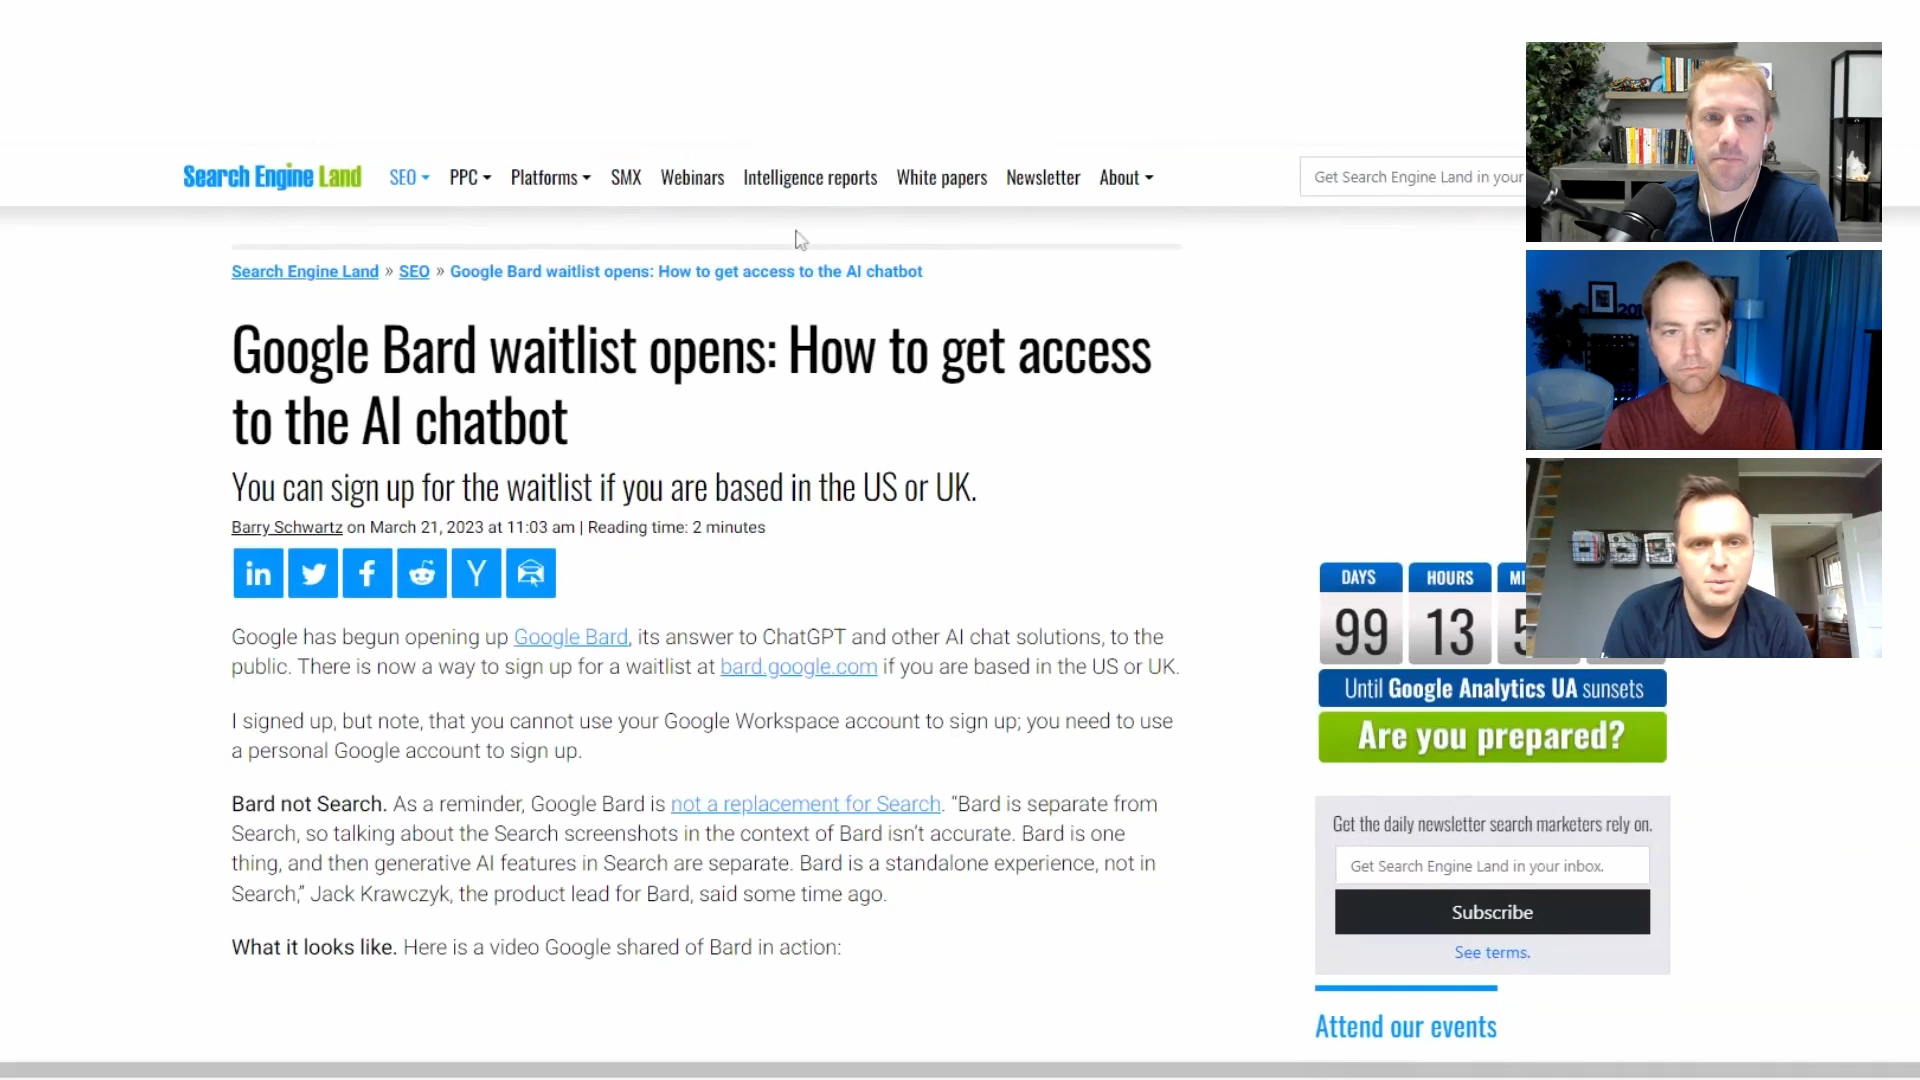 Search Engine Land SEO PPC Platforms SMX Webinars Intelligence reports White papers Newsletter About Get Search Engine Land in your
Search Engine Land » SEO » Google Bard waitlist opens: How to get access to the AI chatbot
Google Bard waitlist opens: How to get access
to the AI chatbot
You can sign up for the waitlist if you are based in the US or UK.
Barry Schwartz on March 21, 2023 at 11:03 am | Reading time: 2 minutes
Google has begun opening up Google Bard, its answer to ChatGPT and other AI chat solutions, to the
public. There is now a way to sign up for a waitlist at bard.google.com if you are based in the US or UK.
I signed up, but note, that you cannot use your Google Workspace account to sign up; you need to use
a personal Google account to sign up.
Bard not Search. As a reminder, Google Bard is not a replacement for Search. “Bard is separate from
Search, so talking about the Search screenshots in the context of Bard isn’t accurate. Bard is one
thing, and then generative AI features in Search are separate. Bard is a standalone experience, not in
Search,” Jack Krawczyk, the product lead for Bard, said some time ago.
What it looks like. Here is a video Google shared of Bard in action:
DAYS HOURS MI
99 13 5
Until Google Analytics UA sunsets
Are you prepared?
Get the daily newsletter search marketers rely on.
Get Search Engine Land in your inbox.
Subscribe
See terms.
Attend our events